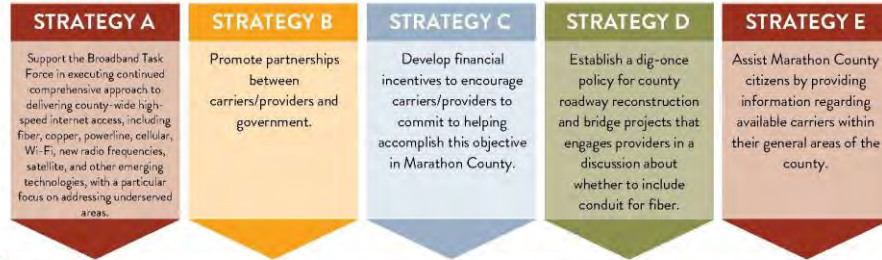 STRATEGY A
Support the Broadband Task
Force in executing continued
comprehensive approach to
delivering county-wide high-
speed internet access, including
fiber, copper, powerline, cellular,
Wi-Fi, new radio frequencies,
satellite, and other emerging
technologies, with a particular
focus on addressing underserved
areas.
STRATEGY B
Promote partnerships
between
carriers/providers and
government.
STRATEGY C
Develop financial
incentives to encourage
carriers/providers to
commit to helping
accomplish this objective
in Marathon County.
STRATEGY D
Establish a dig-once
policy for county
roadway reconstruction
and bridge projects that
engages providers in a
discussion about
whether to include
conduit for fiber.
STRATEGY E
Assist Marathon County
citizens by providing
information regarding
available carriers within
their general areas of the
county.